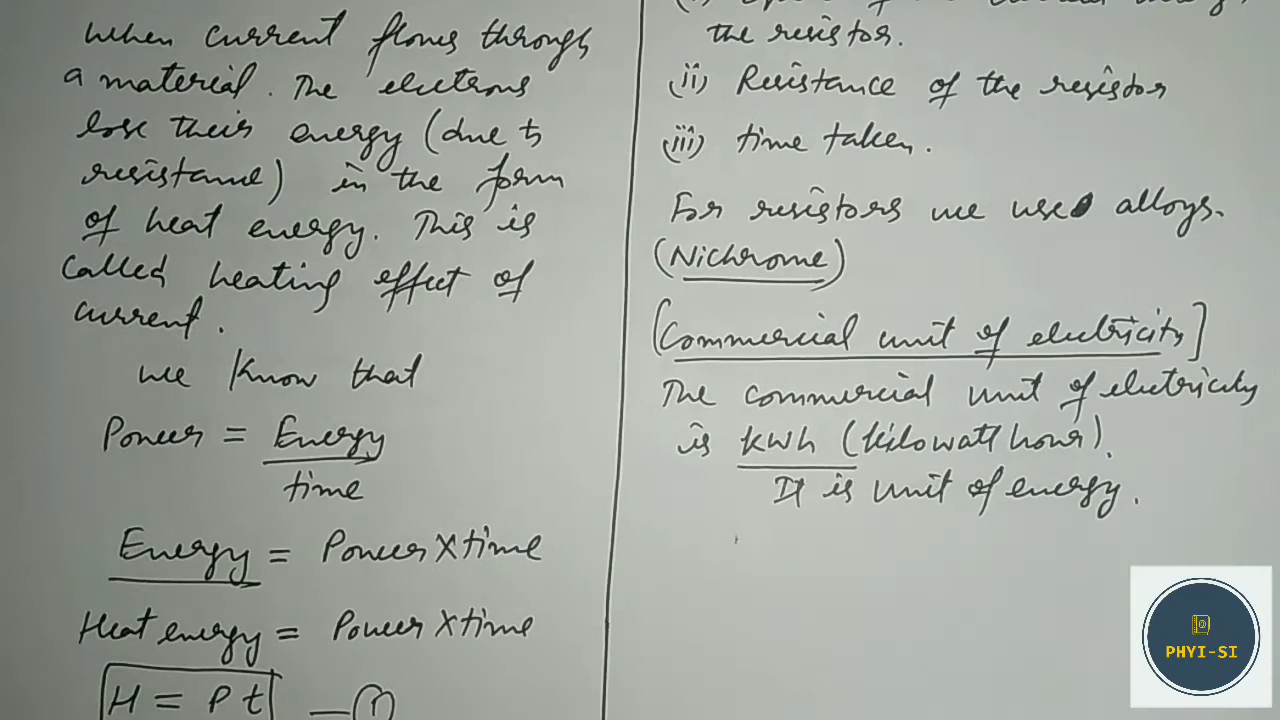 when current flows through
a material. The electrons
lose their energy (due to
resistance) in the form
of heat energy. This is
called heating effect of
current.
we know that
Power = Energy
time
Energy = Power X time
Heat energy = Power X time
H = P t — 1
the resistor.
(ii) Resistance of the resistor
(iii) time taken.
For resistors we use alloys.
(Nichrome)
[Commercial unit of electricity]
The commercial unit of electricity
is kWh (kilowatt hour).
It is unit of energy.
PHYI-SI